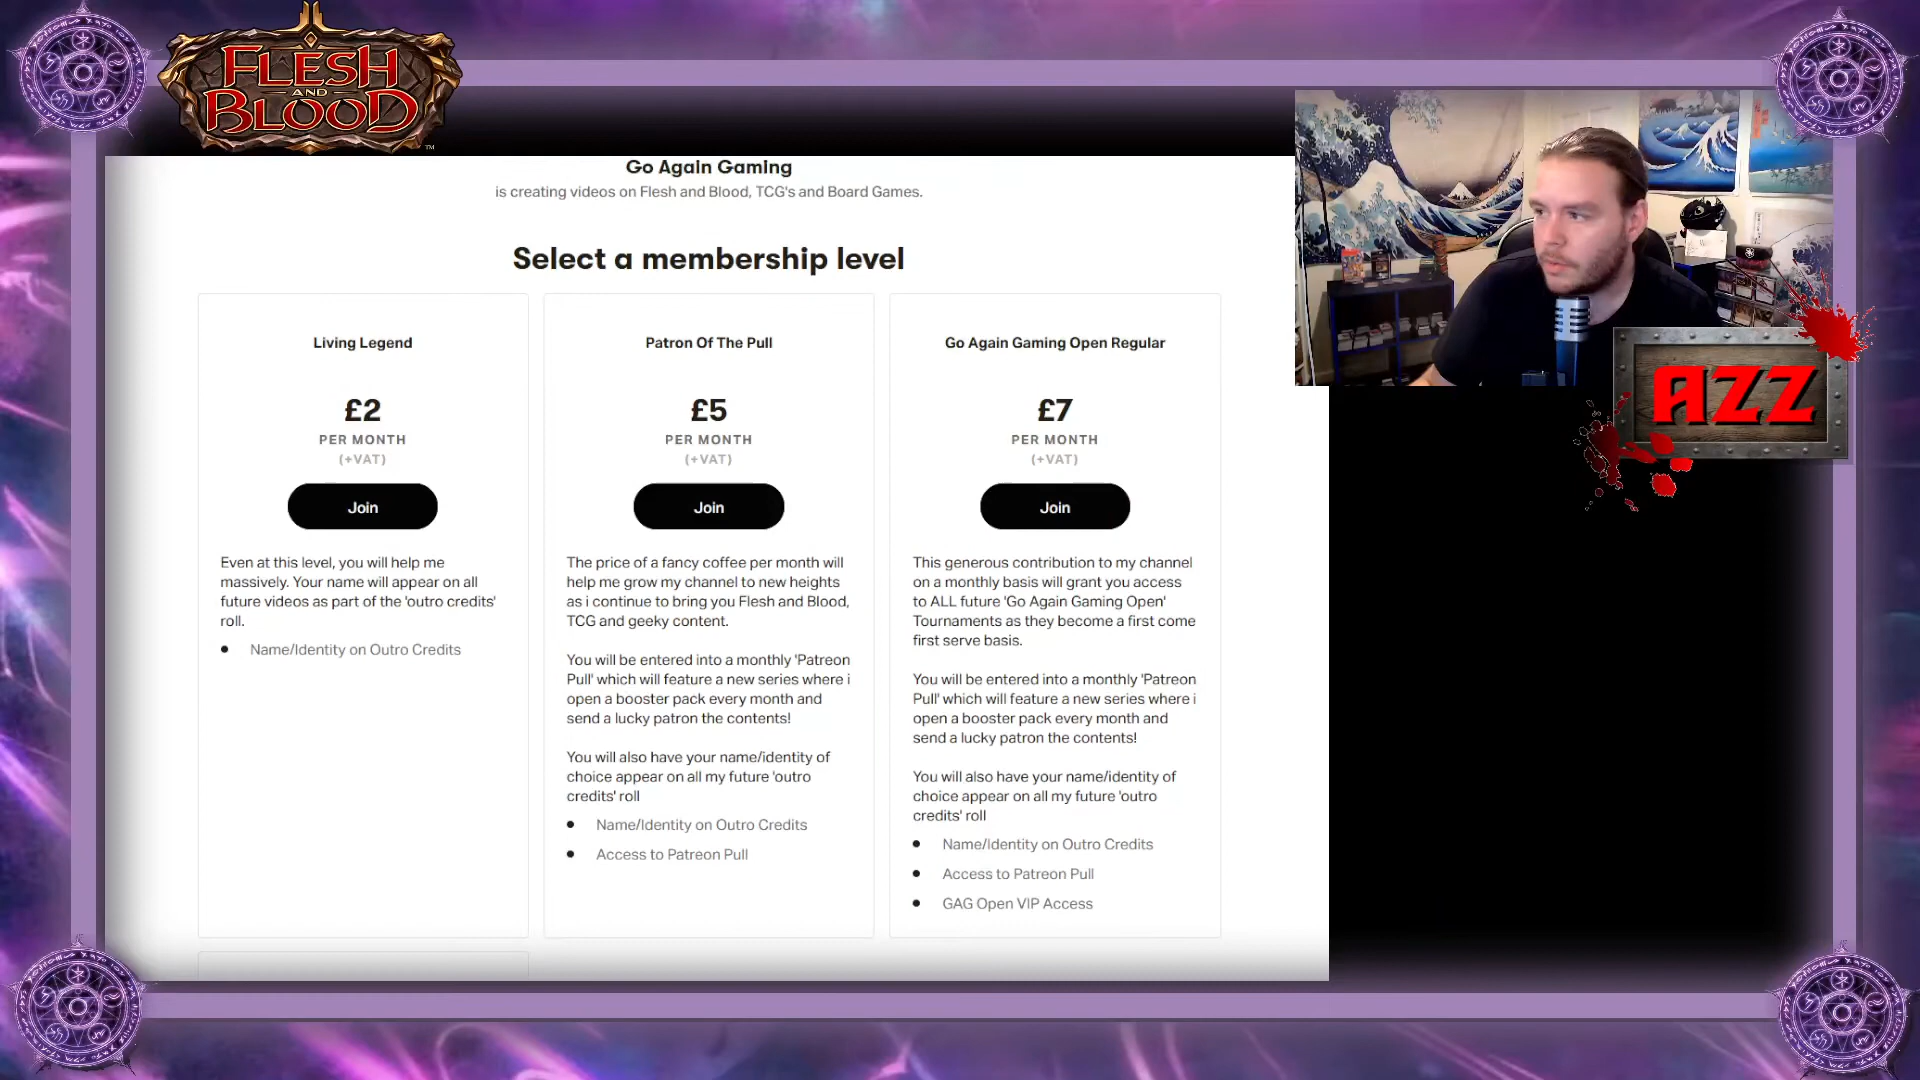 FLESH
AND
BLOOD
TM
Go Again Gaming
is creating videos on Flesh and Blood, TCG's and Board Games.
Select a membership level
Living Legend
£2
PER MONTH
(+VAT)
Join
Even at this level, you will help me
massively. Your name will appear on all
future videos as part of the 'outro credits'
roll.
Name/Identity on Outro Credits
Patron Of The Pull
£5
PER MONTH
(+VAT)
Join
The price of a fancy coffee per month will
help me grow my channel to new heights
as i continue to bring you Flesh and Blood,
TCG and geeky content.
You will be entered into a monthly 'Patreon
Pull' which will feature a new series where i
open a booster pack every month and
send a lucky patron the contents!
You will also have your name/identity of
choice appear on all my future 'outro
credits' roll
Name/Identity on Outro Credits
Access to Patreon Pull
Go Again Gaming Open Regular
£7
PER MONTH
(+VAT)
Join
This generous contribution to my channel
on a monthly basis will grant you access
to ALL future 'Go Again Gaming Open'
Tournaments as they become a first come
first serve basis.
You will be entered into a monthly 'Patreon
Pull' which will feature a new series where i
open a booster pack every month and
send a lucky patron the contents!
You will also have your name/identity of
choice appear on all my future 'outro
credits' roll
Name/Identity on Outro Credits
Access to Patreon Pull
GAG Open VIP Access
AZZ